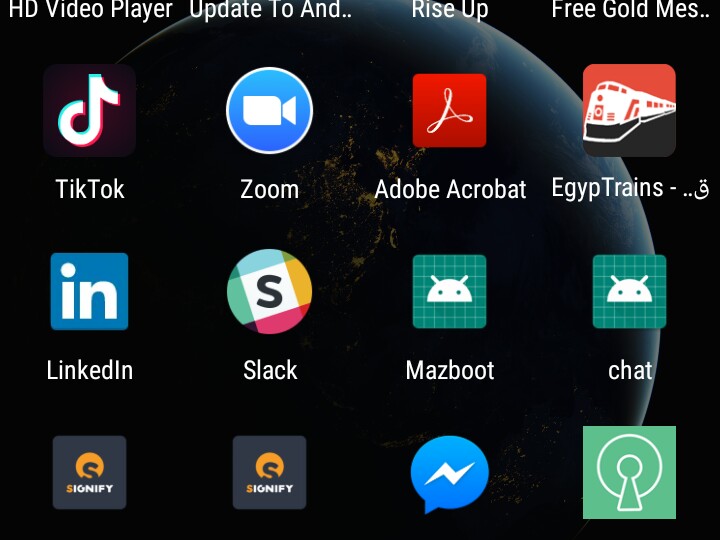 HD Video Player
Update To And..
Rise Up
Free Gold Mes..
TikTok
Zoom
Adobe Acrobat
EgypTrains - ..ق
in
S
LinkedIn
Slack
Mazboot
chat
SIGNIFY
SIGNIFY